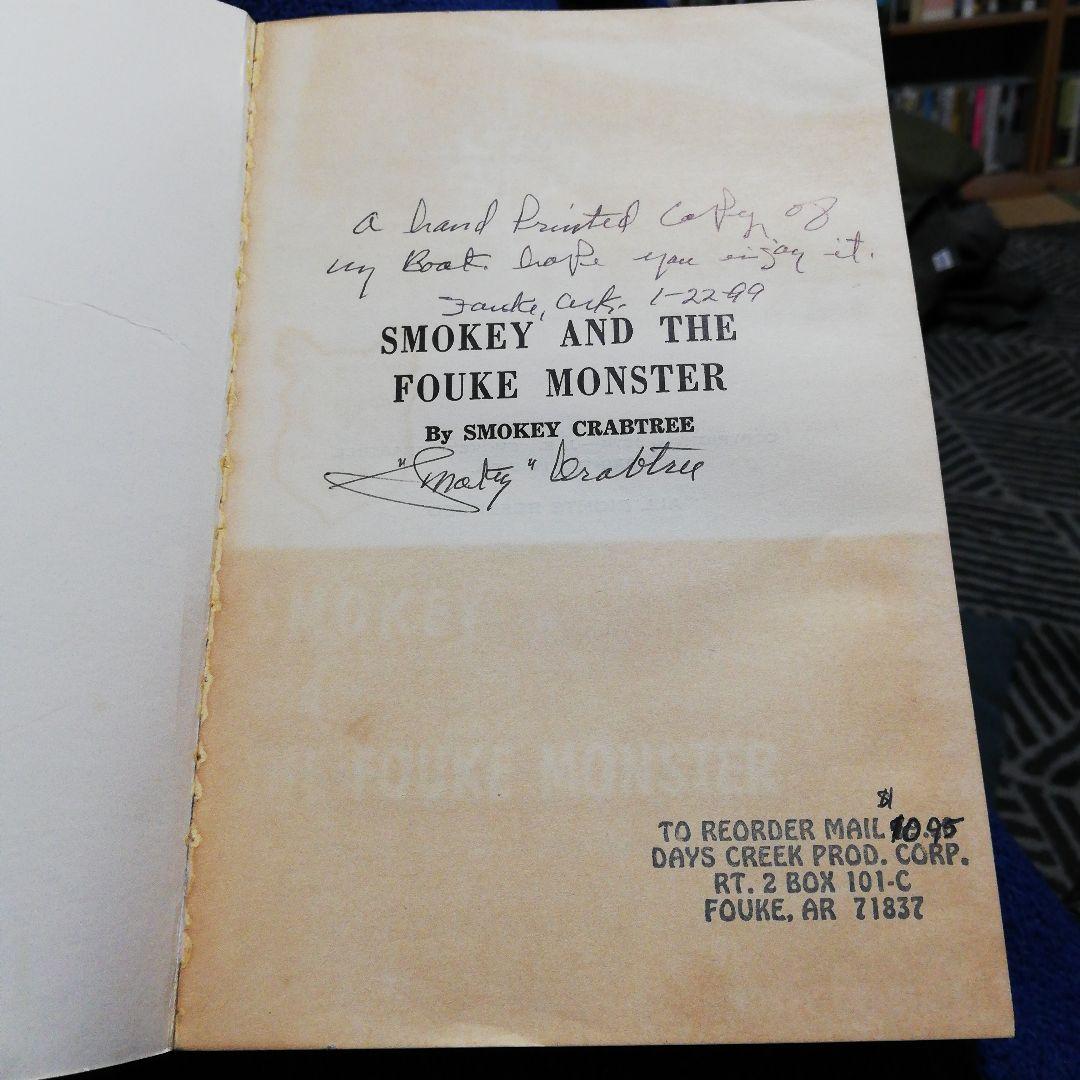 A hand Printed Copy of
my Book. hope you enjoy it.
Fouke, Ark. 1-22-99
SMOKEY AND THE
FOUKE MONSTER
By SMOKEY CRABTREE
"Smokey" Crabtree
SMOKEY
FOUKE MONSTER
$
TO REORDER MAIL 10.95
DAYS CREEK PROD. CORP.
RT. 2 BOX 101-C
FOUKE, AR 71837